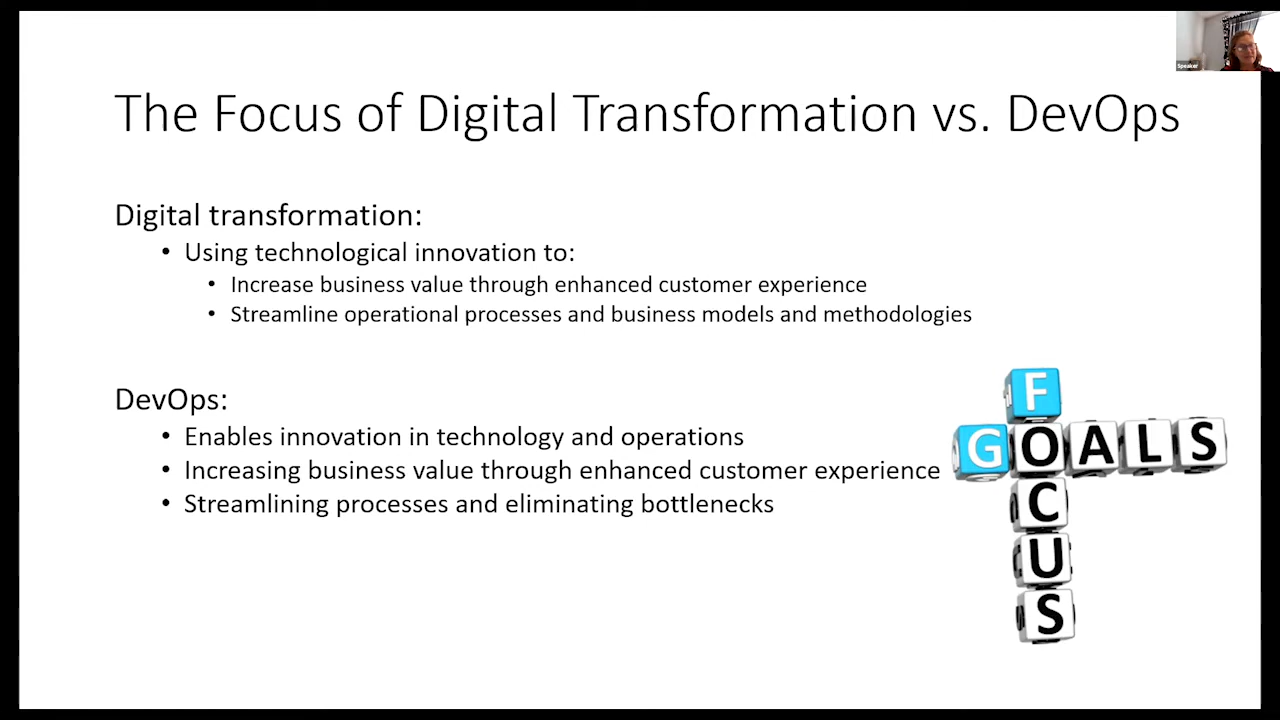 Speaker
The Focus of Digital Transformation vs. DevOps
Digital transformation:
• Using technological innovation to:
• Increase business value through enhanced customer experience
• Streamline operational processes and business models and methodologies
DevOps:
• Enables innovation in technology and operations
• Increasing business value through enhanced customer experience
• Streamlining processes and eliminating bottlenecks
FOCUS
GOALS